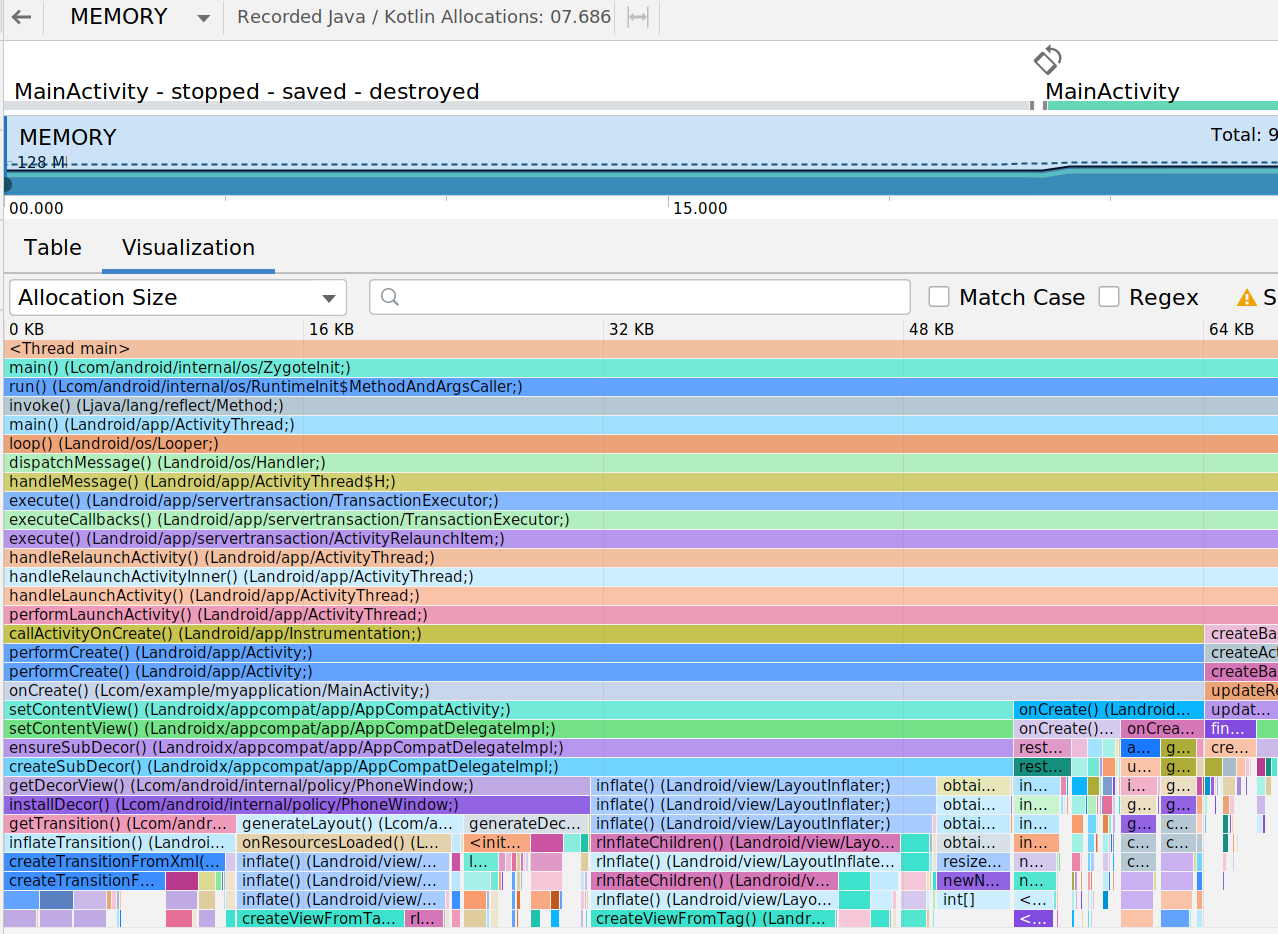 MEMORY Recorded Java / Kotlin Allocations: 07.686
MainActivity - stopped - saved - destroyed MainActivity
MEMORY Total: 9
128 M
00.000 15.000
Table Visualization
Allocation Size Match Case Regex S
0 KB 16 KB 32 KB 48 KB 64 KB
<Thread main>
main() (Lcom/android/internal/os/ZygoteInit;)
run() (Lcom/android/internal/os/RuntimeInit$MethodAndArgsCaller;)
invoke() (Ljava/lang/reflect/Method;)
main() (Landroid/app/ActivityThread;)
loop() (Landroid/os/Looper;)
dispatchMessage() (Landroid/os/Handler;)
handleMessage() (Landroid/app/ActivityThread$H;)
execute() (Landroid/app/servertransaction/TransactionExecutor;)
executeCallbacks() (Landroid/app/servertransaction/TransactionExecutor;)
execute() (Landroid/app/servertransaction/ActivityRelaunchItem;)
handleRelaunchActivity() (Landroid/app/ActivityThread;)
handleRelaunchActivityInner() (Landroid/app/ActivityThread;)
handleLaunchActivity() (Landroid/app/ActivityThread;)
performLaunchActivity() (Landroid/app/ActivityThread;)
callActivityOnCreate() (Landroid/app/Instrumentation;) createBa
performCreate() (Landroid/app/Activity;) createAct
performCreate() (Landroid/app/Activity;) createBa
onCreate() (Lcom/example/myapplication/MainActivity;) updateRe
setContentView() (Landroidx/appcompat/app/AppCompatActivity;) onCreate() (Landroid... updat...
setContentView() (Landroidx/appcompat/app/AppCompatDelegateImpl;) onCreate()... onCrea... fin...
ensureSubDecor() (Landroidx/appcompat/app/AppCompatDelegateImpl;) rest... a... g... cre...
createSubDecor() (Landroidx/appcompat/app/AppCompatDelegateImpl;) rest... u... g...
getDecorView() (Lcom/android/internal/policy/PhoneWindow;) inflate() (Landroid/view/LayoutInflater;) obtai... in... i... g...
installDecor() (Lcom/android/internal/policy/PhoneWindow;) inflate() (Landroid/view/LayoutInflater;) obtai... in... g... g...
getTransition() (Lcom/andr... generateLayout() (Lcom/a... generateDec... inflate() (Landroid/view/LayoutInflater;) obtai... in... g... c...
inflateTransition() (Landroi... onResourcesLoaded() (L... <init... rInflateChildren() (Landroid/view/Layo... obtai... in... c... c...
createTransitionFromXml(... inflate() (Landroid/view/... l... rInflate() (Landroid/view/LayoutInflate... resize... n... c...
createTransitionF... inflate() (Landroid/view/... rInflateChildren() (Landroid/v... newN... n...
inflate() (Landroid/view/... rInflate() (Landroid/view/Layo... int[] <...
createViewFromTa... rI... createViewFromTag() (Landr... <...